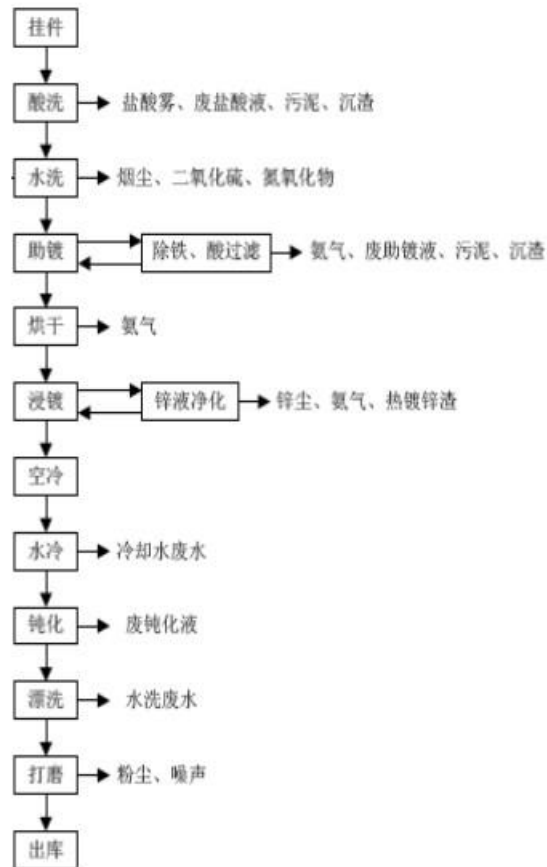 挂件
酸洗 盐酸雾、废盐酸液、污泥、沉渣
水洗 烟尘、二氧化硫、氮氧化物
助镀 除铁、酸过滤 氨气、废助镀液、污泥、沉渣
烘干 氨气
浸镀 锌液净化 锌尘、氨气、热镀锌渣
空冷
水冷 冷却水废水
钝化 废钝化液
漂洗 水洗废水
打磨 粉尘、噪声
出库